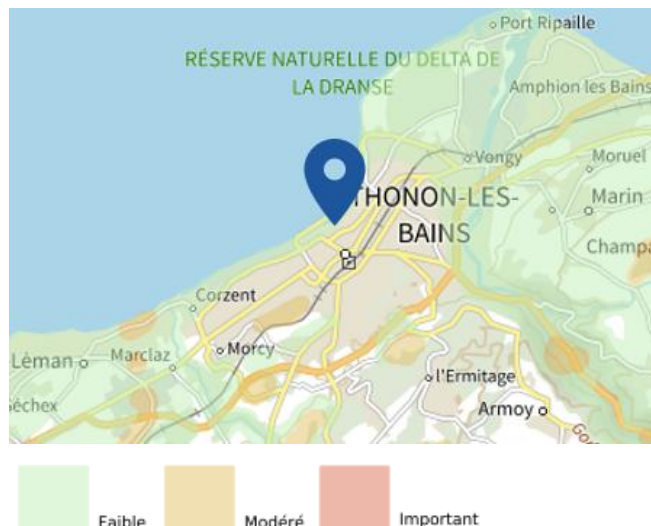 Port Ripaille
RÉSERVE NATURELLE DU DELTA DE
LA DRANSE
Amphion les Bains
Vongy
Moruel
THONON-LES-
BAINS
Marin
Champa
Corzent
Léman
Marclaz
Morcy
l'Ermitage
Séchex
Armoy
Faible
Modéré
Important